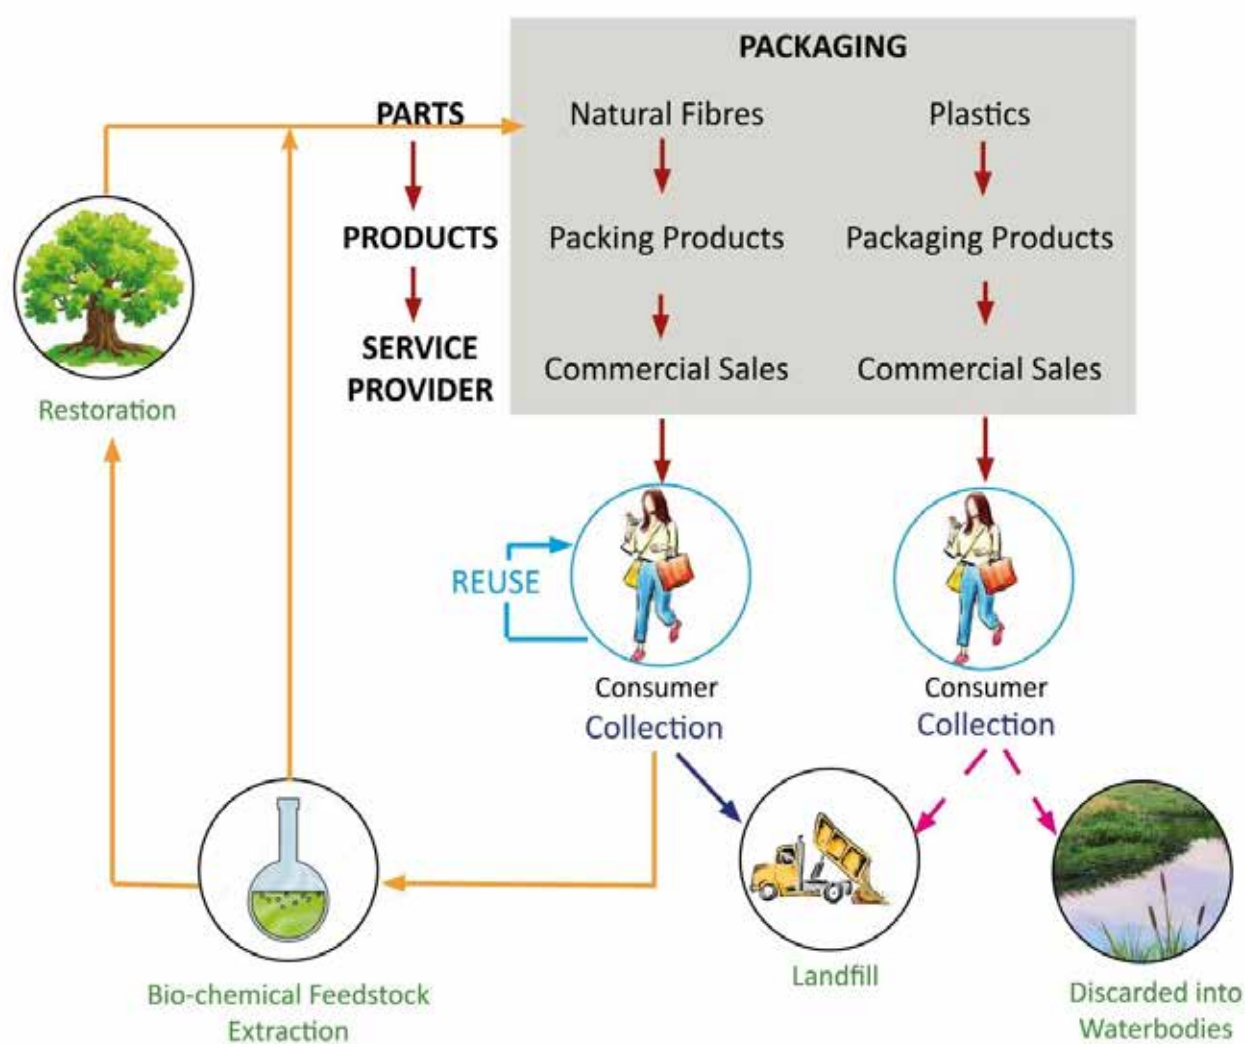 PACKAGING
PARTS
Natural Fibres
Plastics
PRODUCTS
Packing Products
Packaging Products
SERVICE
PROVIDER
Commercial Sales
Commercial Sales
Restoration
REUSE
Consumer
Collection
Consumer
Collection
Bio-chemical Feedstock
Extraction
Landfill
Discarded into
Waterbodies